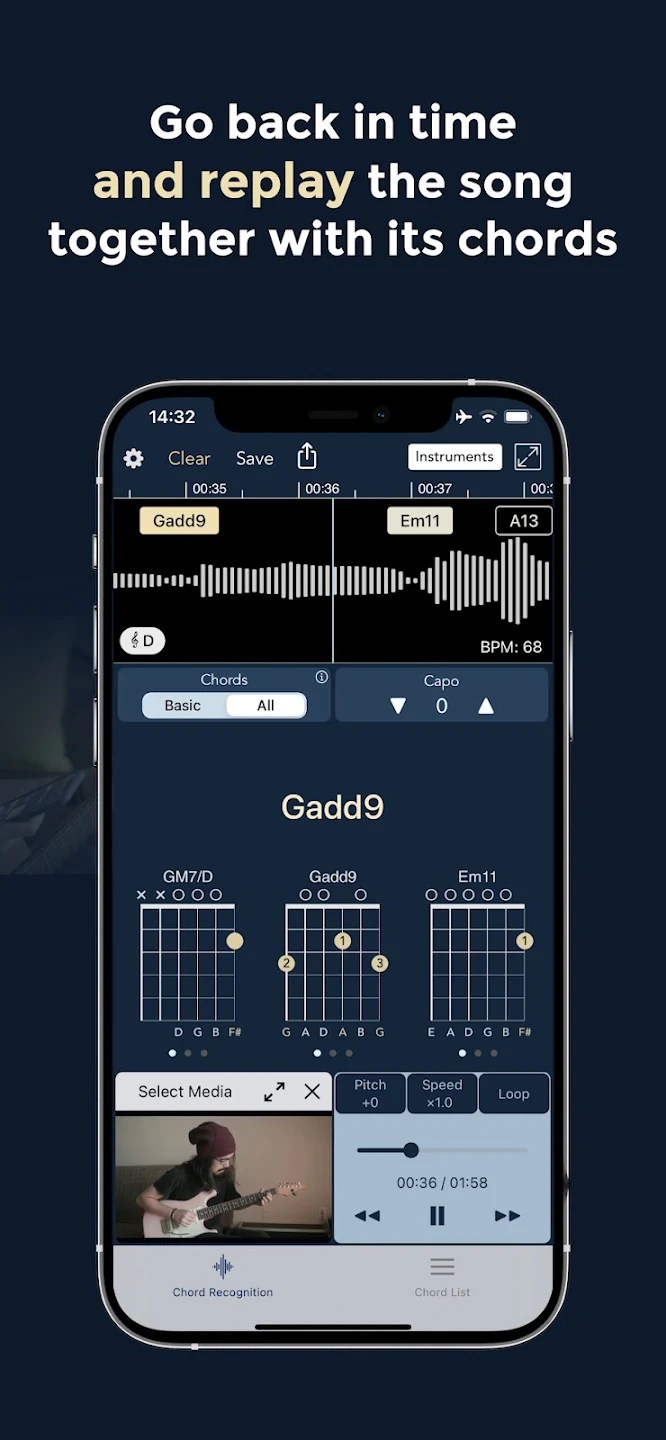 Go back in time
and replay the song
together with its chords
14:32
Clear Save Instruments
00:35 00:36 00:37 00:3
Gadd9 Em11 A13
D BPM: 68
Chords Capo
Basic All 0
Gadd9
GM7/D Gadd9 Em11
× × O O O O O O O O O O O
1 1
2 3
D G B F# G A D A B G E A D G B F#
Select Media Pitch +0 Speed ×1.0 Loop
00:36 / 01:58
Chord Recognition Chord List